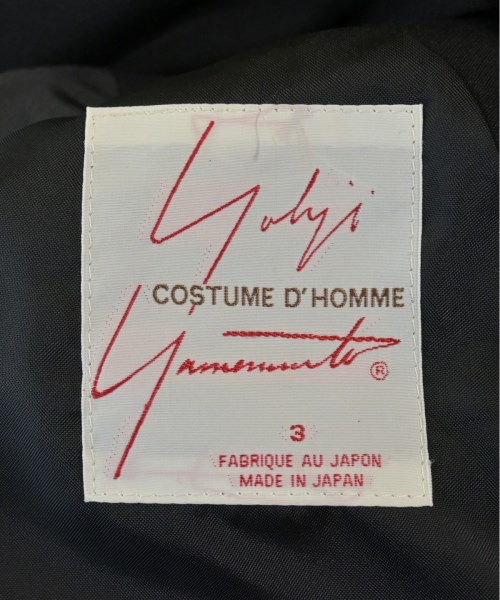 Yohji
COSTUME D'HOMME
Yamamoto ®
3
FABRIQUE AU JAPON
MADE IN JAPAN